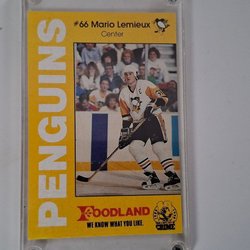 #66 Mario Lemieux
Center
PENGUINS
FOODLAND
WE KNOW WHAT YOU LIKE.